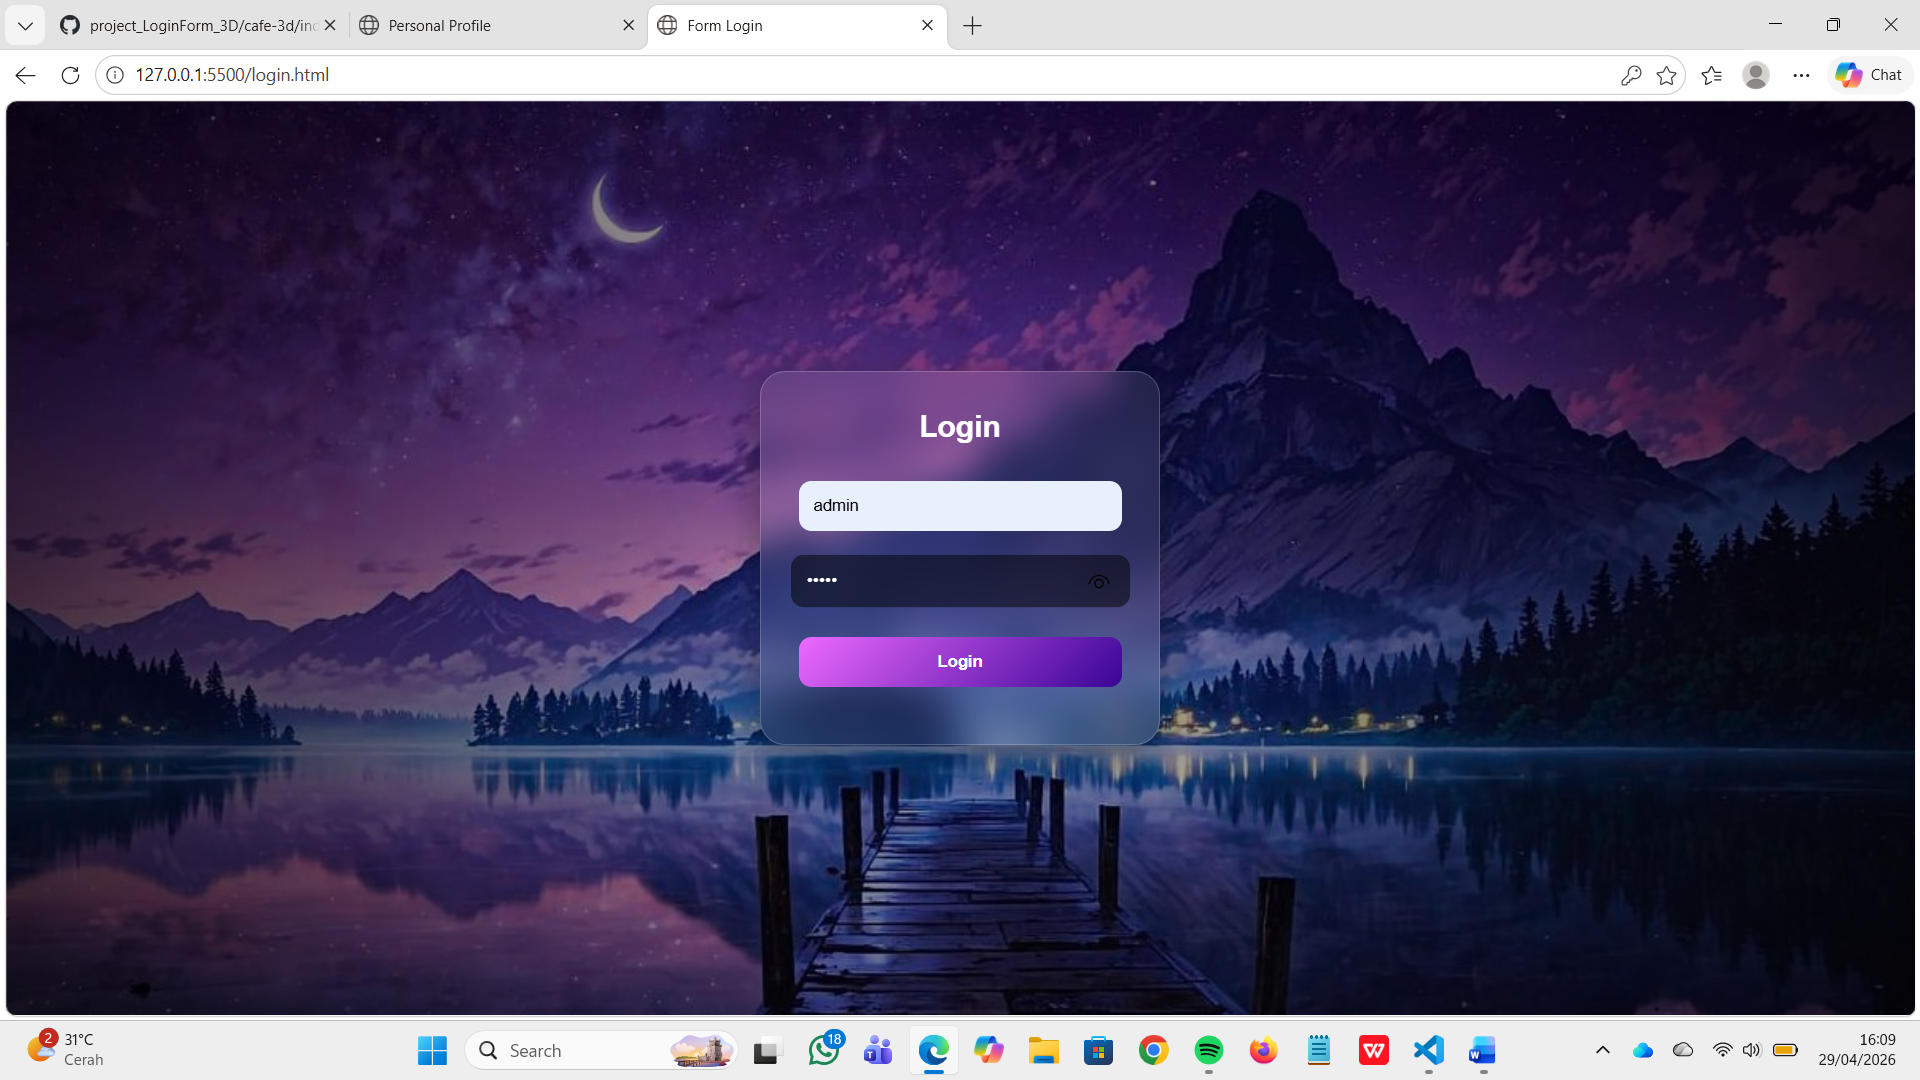 project_LoginForm_3D/cafe-3d/inc
Personal Profile
Form Login
127.0.0.1:5500/login.html
Chat
Login
admin
•••••
Login
2
31°C
Cerah
Search
18
16:09
29/04/2026